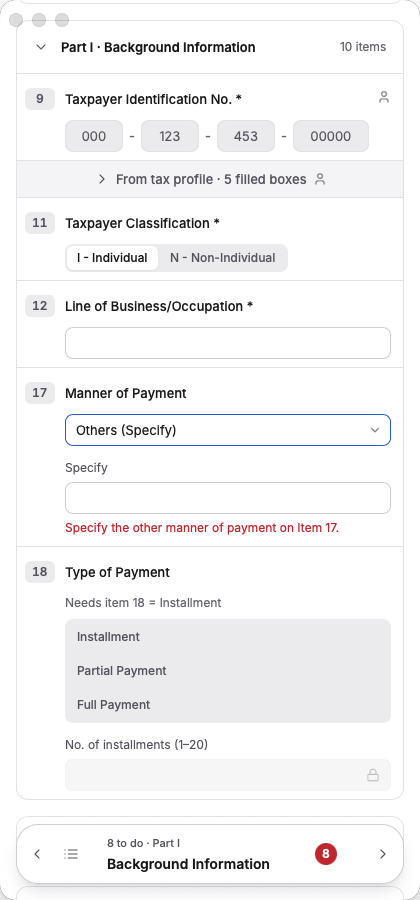 Part I · Background Information
10 items
9
Taxpayer Identification No. *
000 - 123 - 453 - 00000
From tax profile · 5 filled boxes
11
Taxpayer Classification *
I - Individual
N - Non-Individual
12
Line of Business/Occupation *
17
Manner of Payment
Others (Specify)
Specify
Specify the other manner of payment on Item 17.
18
Type of Payment
Needs item 18 = Installment
Installment
Partial Payment
Full Payment
No. of installments (1–20)
8 to do · Part I
Background Information
8